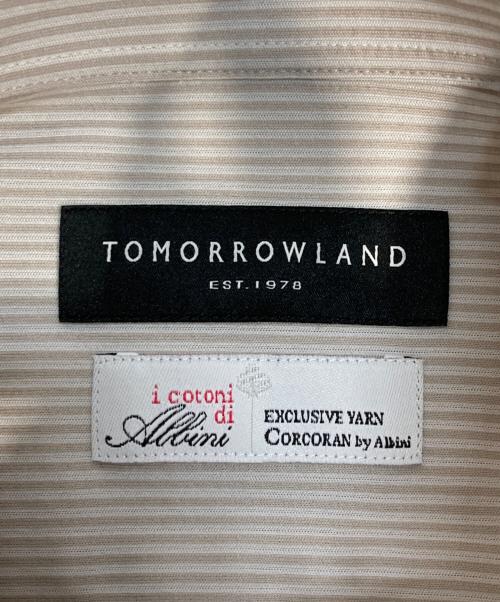 TOMORROWLAND
EST. 1978
i cotoni
di
Albini
EXCLUSIVE YARN
CORCORAN by Albini